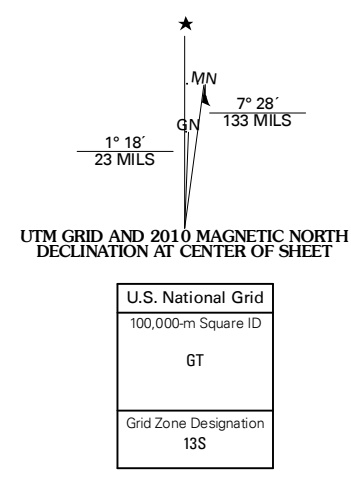 ★
MN
7° 28´
133 MILS
GN
1° 18´
23 MILS
UTM GRID AND 2010 MAGNETIC NORTH
DECLINATION AT CENTER OF SHEET
U.S. National Grid
100,000-m Square ID
GT
Grid Zone Designation
13S